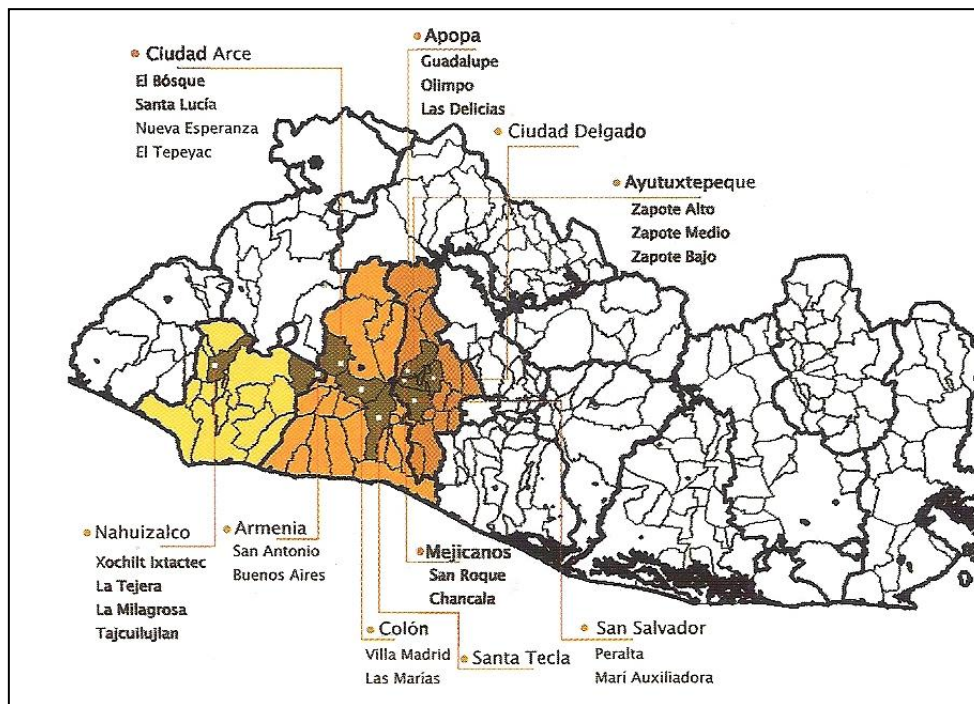 Ciudad Arce
El Bósque
Santa Lucía
Nueva Esperanza
El Tepeyac
Apopa
Guadalupe
Olimpo
Las Delicias
Ciudad Delgado
Ayutuxtepeque
Zapote Alto
Zapote Medio
Zapote Bajo
Nahuizalco
Xochilt Ixtactec
La Tejera
La Milagrosa
Tajcuilujlan
Armenia
San Antonio
Buenos Aires
Mejicanos
San Roque
Chancala
Colón
Villa Madrid
Las Marías
Santa Tecla
San Salvador
Peralta
Marí Auxiliadora